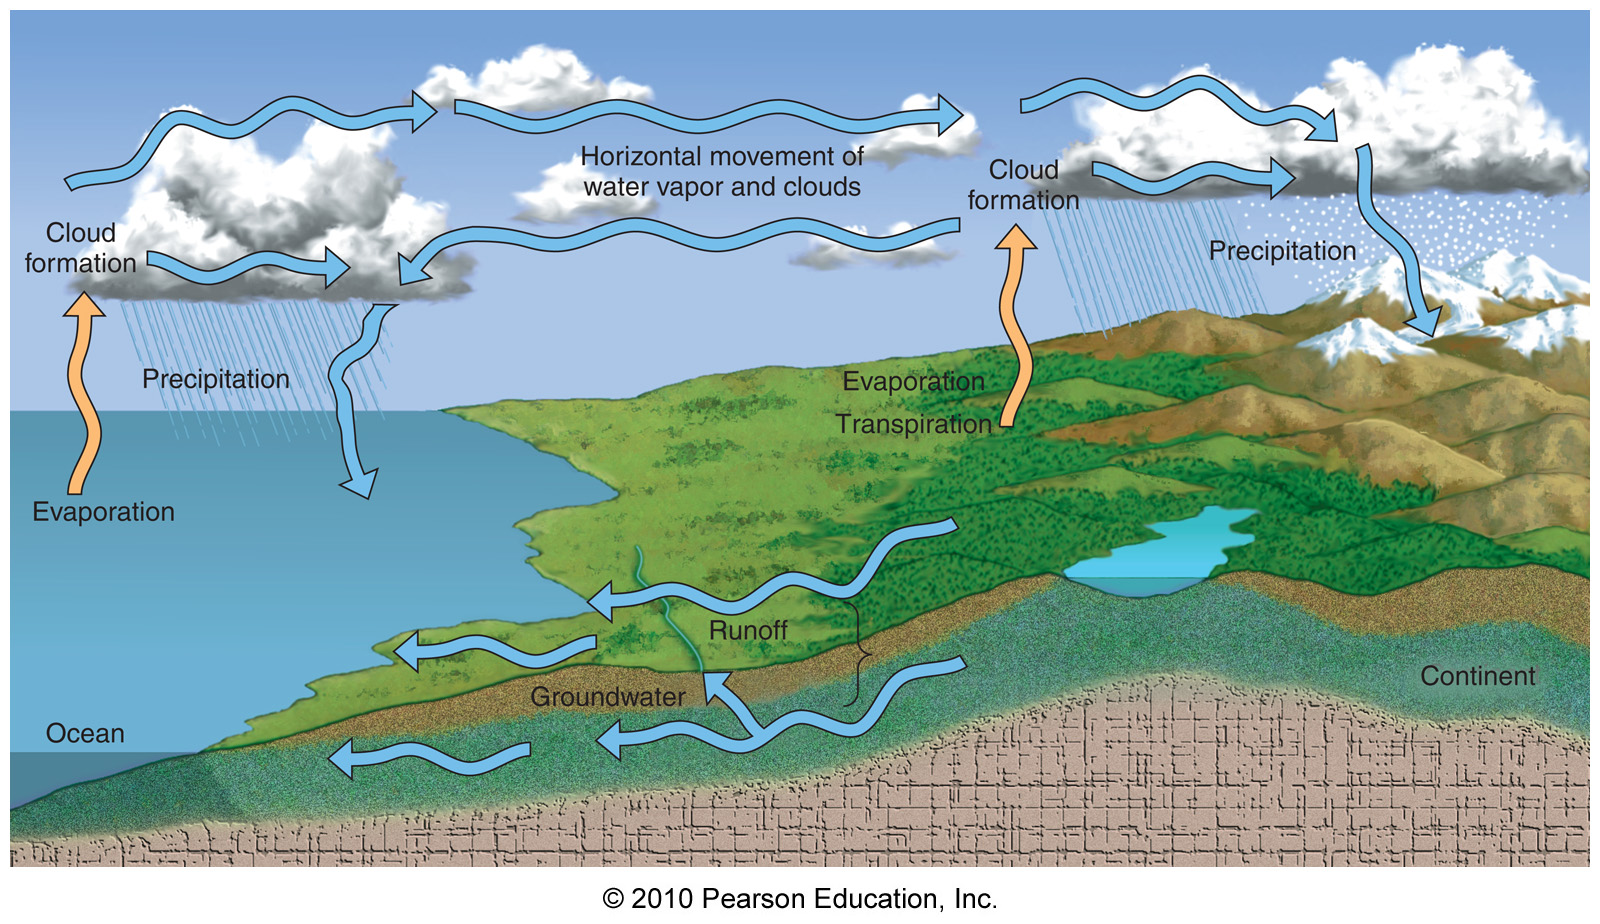 Horizontal movement of
water vapor and clouds
Cloud
formation
Cloud
formation
Precipitation
Precipitation
Evaporation
Transpiration
Evaporation
Runoff
Groundwater
Continent
Ocean
© 2010 Pearson Education, Inc.